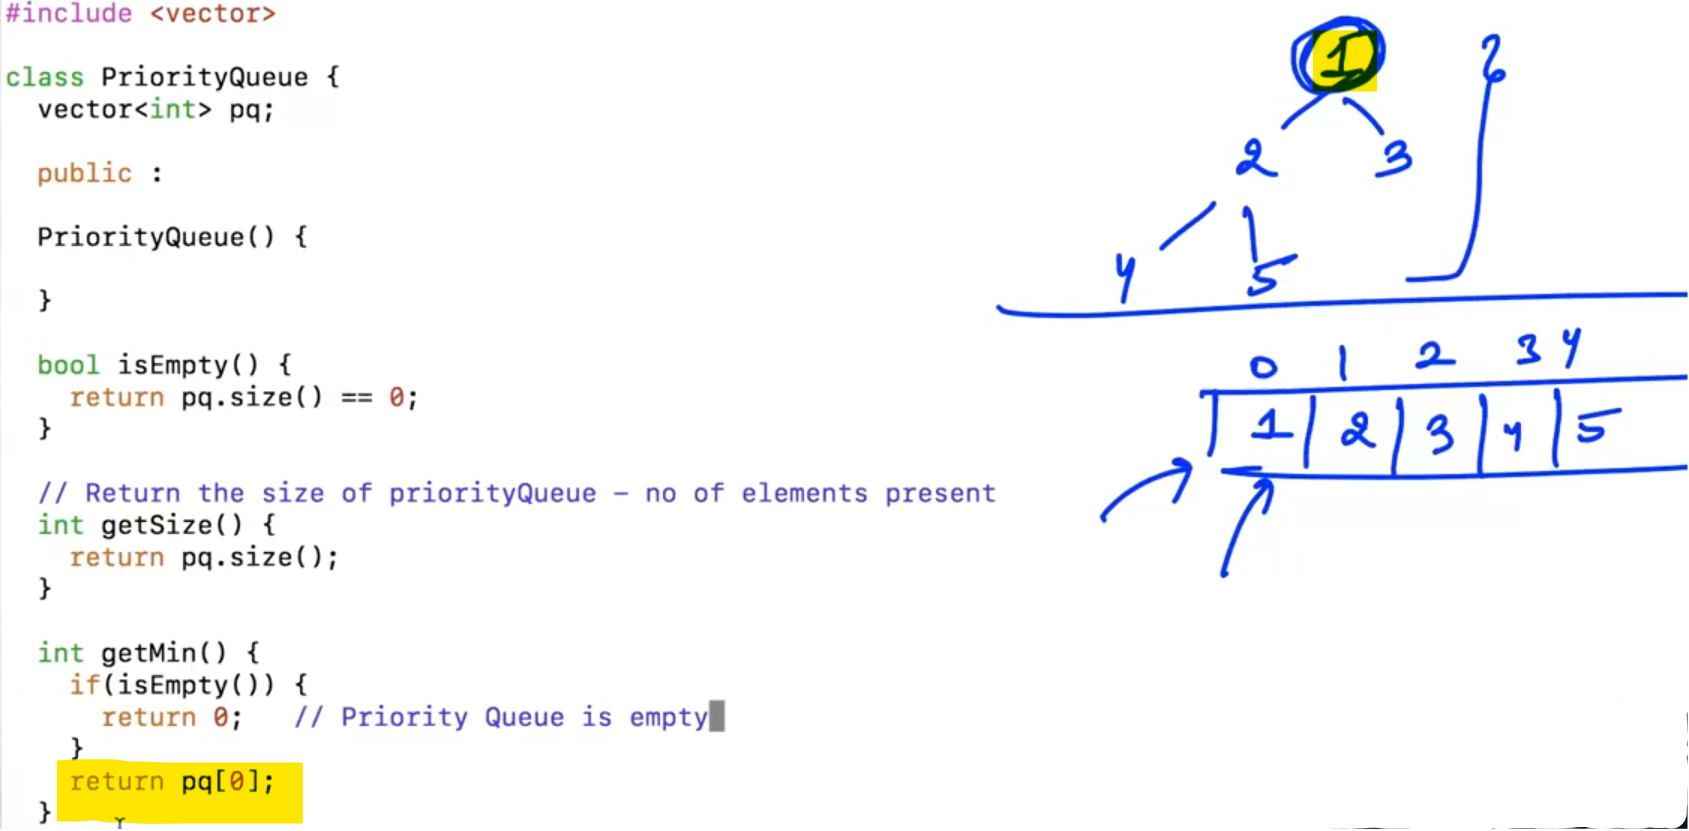 #include <vector>
class PriorityQueue {
vector<int> pq;
public :
PriorityQueue() {
}
bool isEmpty() {
return pq.size() == 0;
}
// Return the size of priorityQueue – no of elements present
int getSize() {
return pq.size();
}
int getMin() {
if(isEmpty()) {
return 0;   // Priority Queue is empty
}
return pq[0];
}
1
2 3
4 5
0 1 2 3 4
1 2 3 4 5